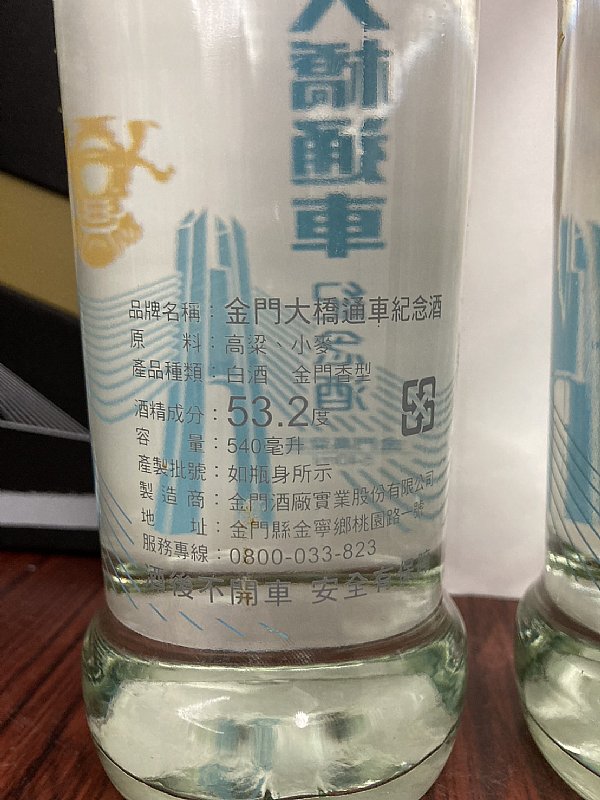 大橋通車
紀念酒
品牌名稱：金門大橋通車紀念酒
原　　料：高粱、小麥
產品種類：白酒　金門香型
酒精成分：53.2度
容　　量：540毫升
產製批號：如瓶身所示
製 造 商：金門酒廠實業股份有限公司
地　　址：金門縣金寧鄉桃園路一號
服務專線：0800-033-823
酒後不開車 安全有保障